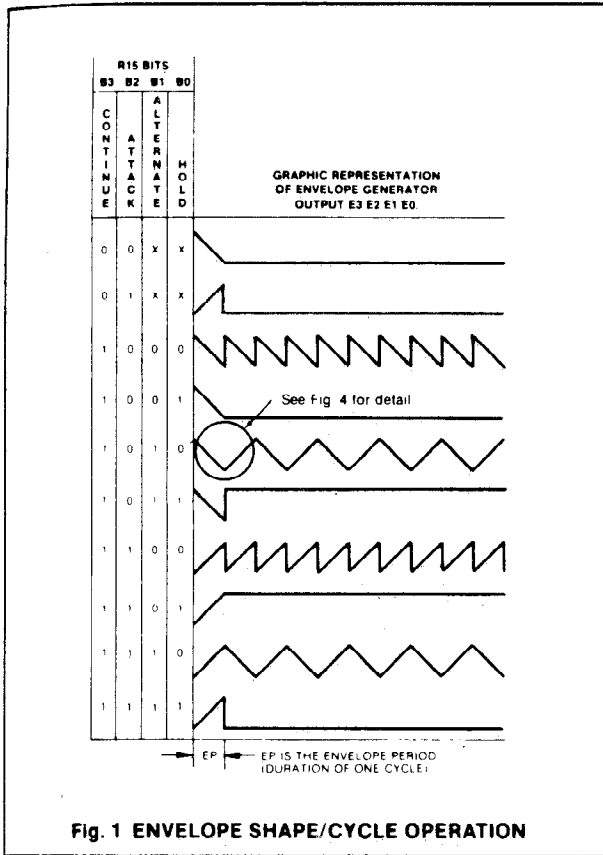 R15 BITS
B3 B2 B1 B0
CONTINUE
ATTACK
ALTERNATE
HOLD
GRAPHIC REPRESENTATION
OF ENVELOPE GENERATOR
OUTPUT E3 E2 E1 E0.
0 0 x x
0 1 x x
1 0 0 0
1 0 0 1
See Fig. 4 for detail
1 0 1 0
1 0 1 1
1 1 0 0
1 1 0 1
1 1 1 0
1 1 1 1
EP
EP IS THE ENVELOPE PERIOD
(DURATION OF ONE CYCLE)
Fig. 1 ENVELOPE SHAPE/CYCLE OPERATION